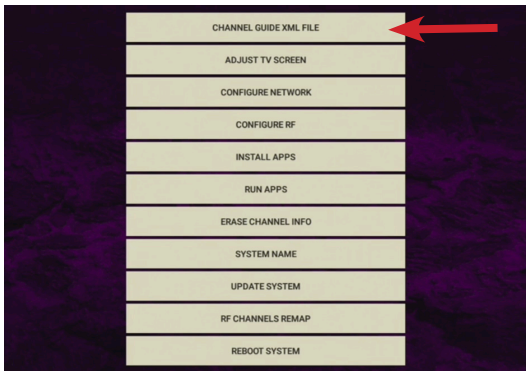 CHANNEL GUIDE XML FILE
ADJUST TV SCREEN
CONFIGURE NETWORK
CONFIGURE RF
INSTALL APPS
RUN APPS
ERASE CHANNEL INFO
SYSTEM NAME
UPDATE SYSTEM
RF CHANNELS REMAP
REBOOT SYSTEM